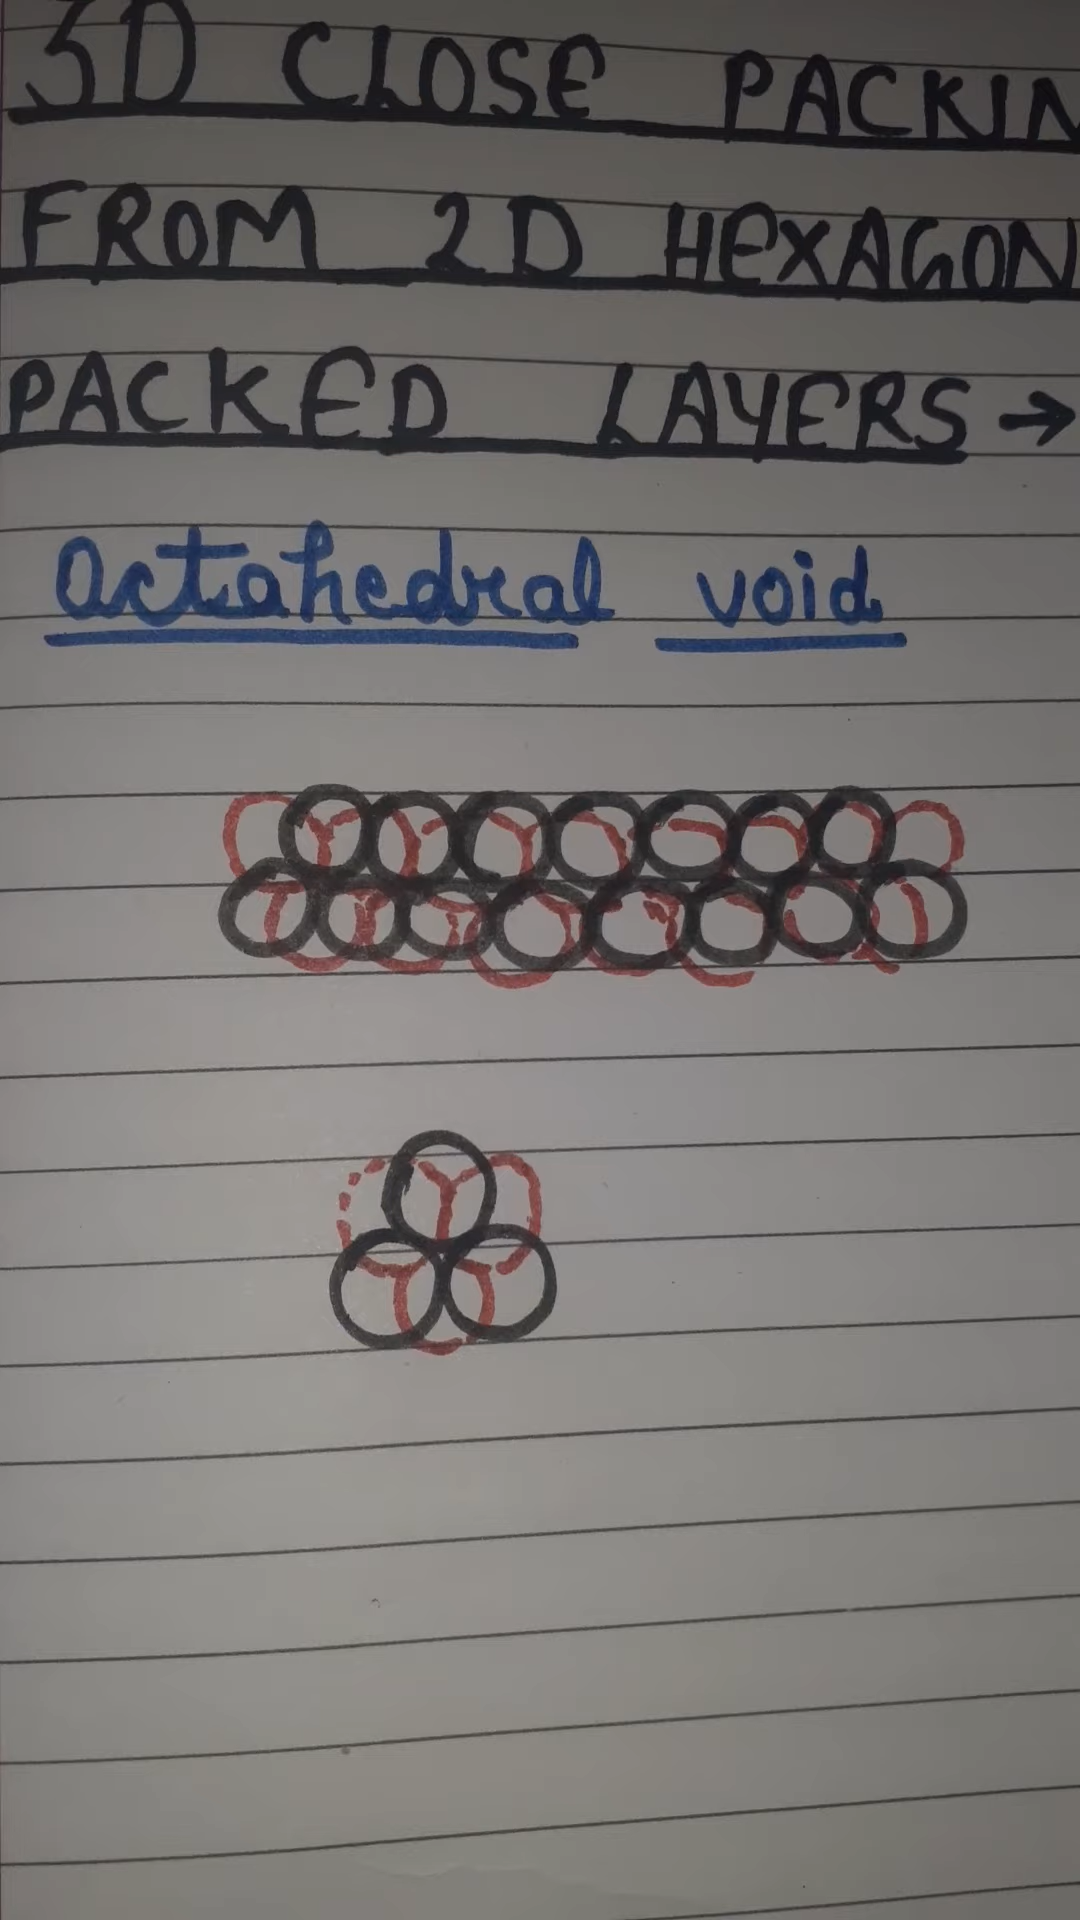 3D CLOSE PACKIN
FROM 2D HEXAGON
PACKED LAYERS →
Octahedral void